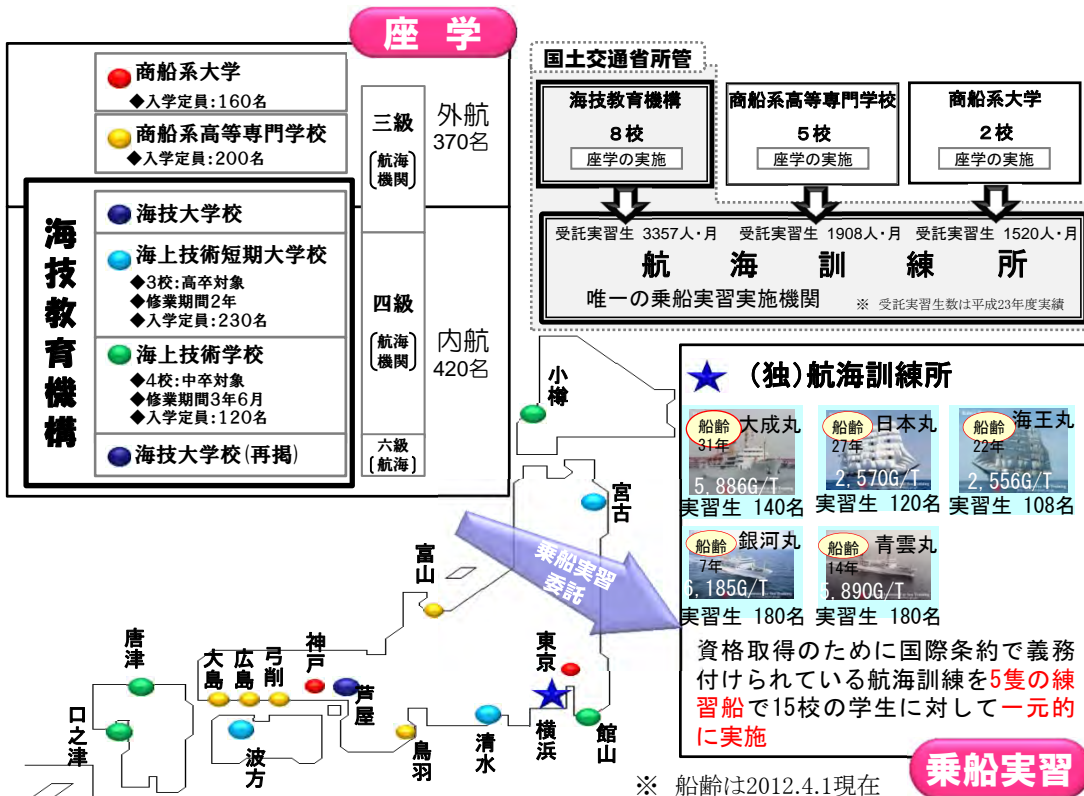 座 学
商船系大学
◆入学定員:160名
商船系高等専門学校
◆入学定員:200名
海技教育機構
海技大学校
海上技術短期大学校
◆3校:高卒対象
◆修業期間2年
◆入学定員:230名
海上技術学校
◆4校:中卒対象
◆修業期間3年6月
◆入学定員:120名
海技大学校(再掲)
三級
〔航海 機関〕
四級
〔航海 機関〕
六級
〔航海〕
外航
370名
内航
420名
国土交通省所管
海技教育機構
8校
座学の実施
商船系高等専門学校
5校
座学の実施
商船系大学
2校
座学の実施
受託実習生 3357人・月
受託実習生 1908人・月
受託実習生 1520人・月
航 海 訓 練 所
唯一の乗船実習実施機関
※ 受託実習生数は平成23年度実績
小樽
宮古
富山
乗船実習
委託
東京
横浜
館山
清水
鳥羽
芦屋
神戸
弓削
広島
大島
波方
唐津
口之津
(独)航海訓練所
船齢
31年
大成丸
5,886G/T
実習生 140名
船齢
27年
日本丸
2,570G/T
実習生 120名
船齢
22年
海王丸
2,556G/T
実習生 108名
船齢
7年
銀河丸
6,185G/T
実習生 180名
船齢
14年
青雲丸
5,890G/T
実習生 180名
資格取得のために国際条約で義務
付けられている航海訓練を5隻の練
習船で15校の学生に対して一元的
に実施
乗船実習
※ 船齢は2012.4.1現在